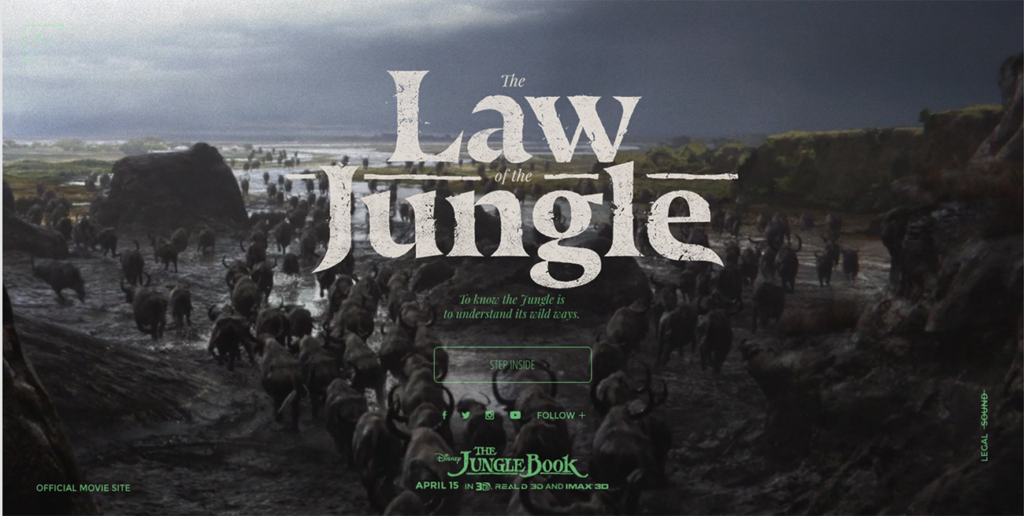 The
Law
of the
Jungle
To know the Jungle is
to understand its wild ways.
STEP INSIDE
FOLLOW +
Disney
THE
JUNGLE BOOK
APRIL 15 IN 3D, REAL D 3D AND IMAX 3D
OFFICIAL MOVIE SITE
LEGAL SOUND